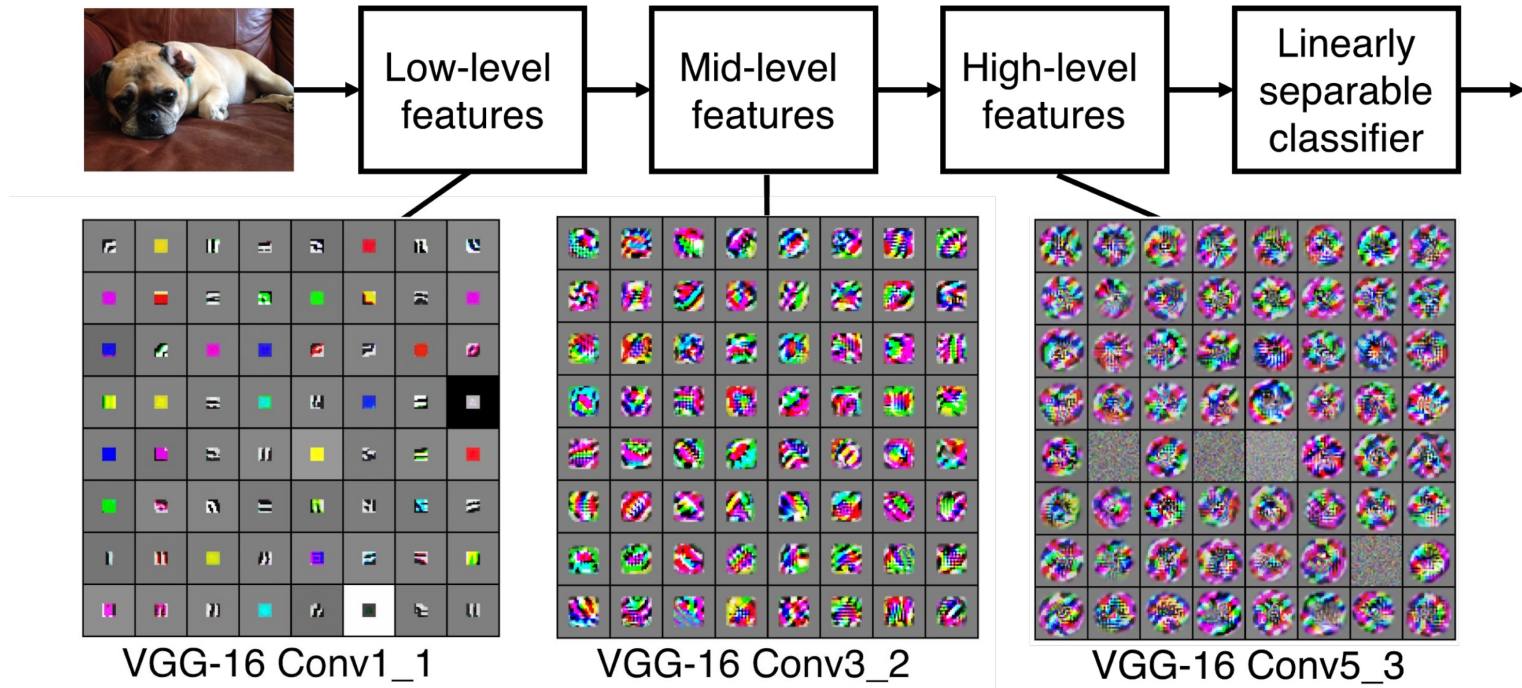 Low-level
features
Mid-level
features
High-level
features
Linearly
separable
classifier
VGG-16 Conv1_1
VGG-16 Conv3_2
VGG-16 Conv5_3